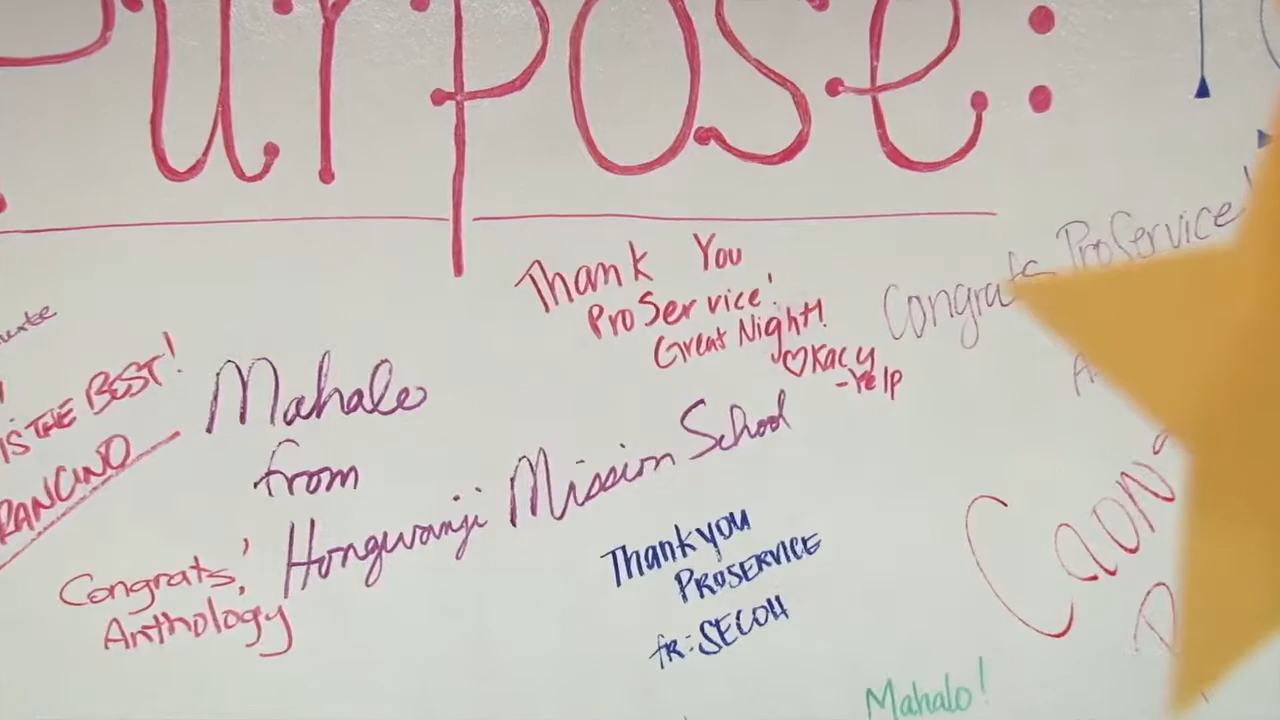 Purpose:
Thank You
ProService!
Great Night!
♡Kacy
-Yelp
Congrats ProService!
IS THE BEST!
RANCINO
Mahalo
from
Hongwanji Mission School
Congrats!
Anthology
Thank you
PROSERVICE
fr: SECOH
Mahalo!